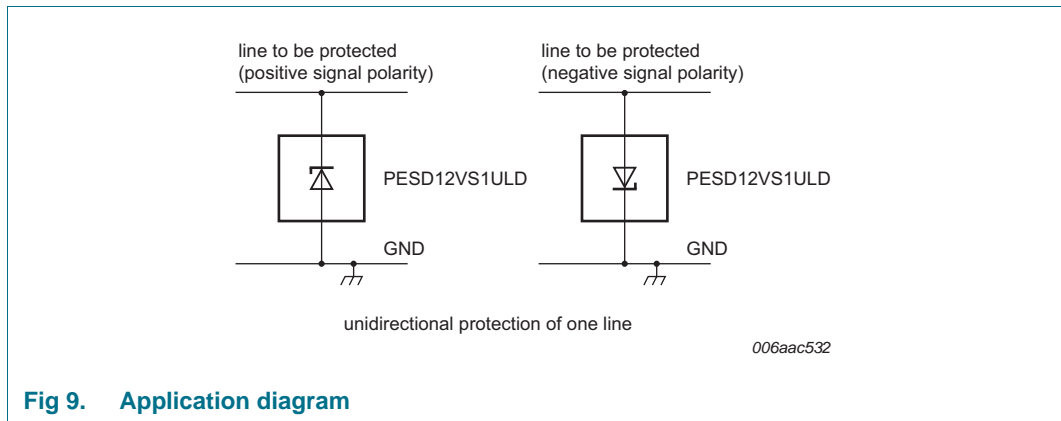 line to be protected
(positive signal polarity)
line to be protected
(negative signal polarity)
PESD12VS1ULD
PESD12VS1ULD
GND
GND
unidirectional protection of one line
006aac532
Fig 9. Application diagram